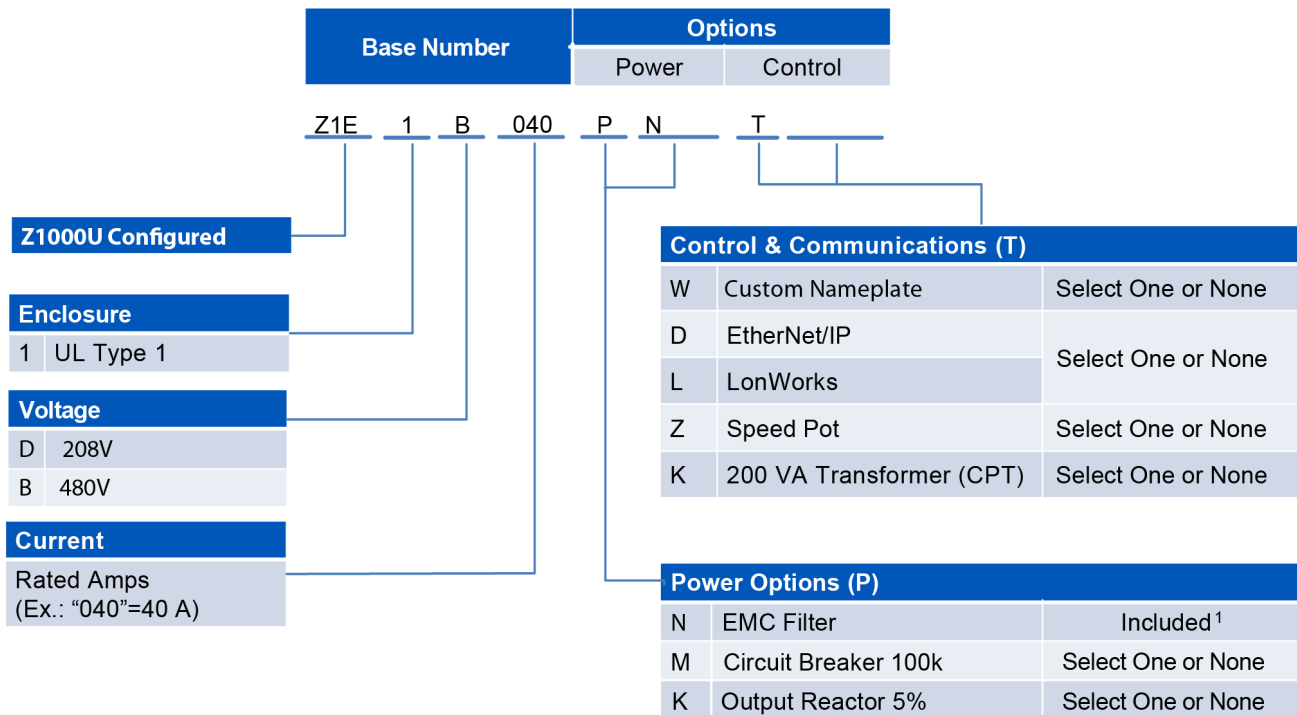 Base Number
Options
Power Control
Z1E 1 B 040 P N T
Z1000U Configured
Enclosure
1 UL Type 1
Voltage
D 208V
B 480V
Current
Rated Amps
(Ex.: “040”=40 A)
Control & Communications (T)
W Custom Nameplate Select One or None
D EtherNet/IP
Select One or None
L LonWorks
Z Speed Pot Select One or None
K 200 VA Transformer (CPT) Select One or None
Power Options (P)
N EMC Filter Included¹
M Circuit Breaker 100k Select One or None
K Output Reactor 5% Select One or None